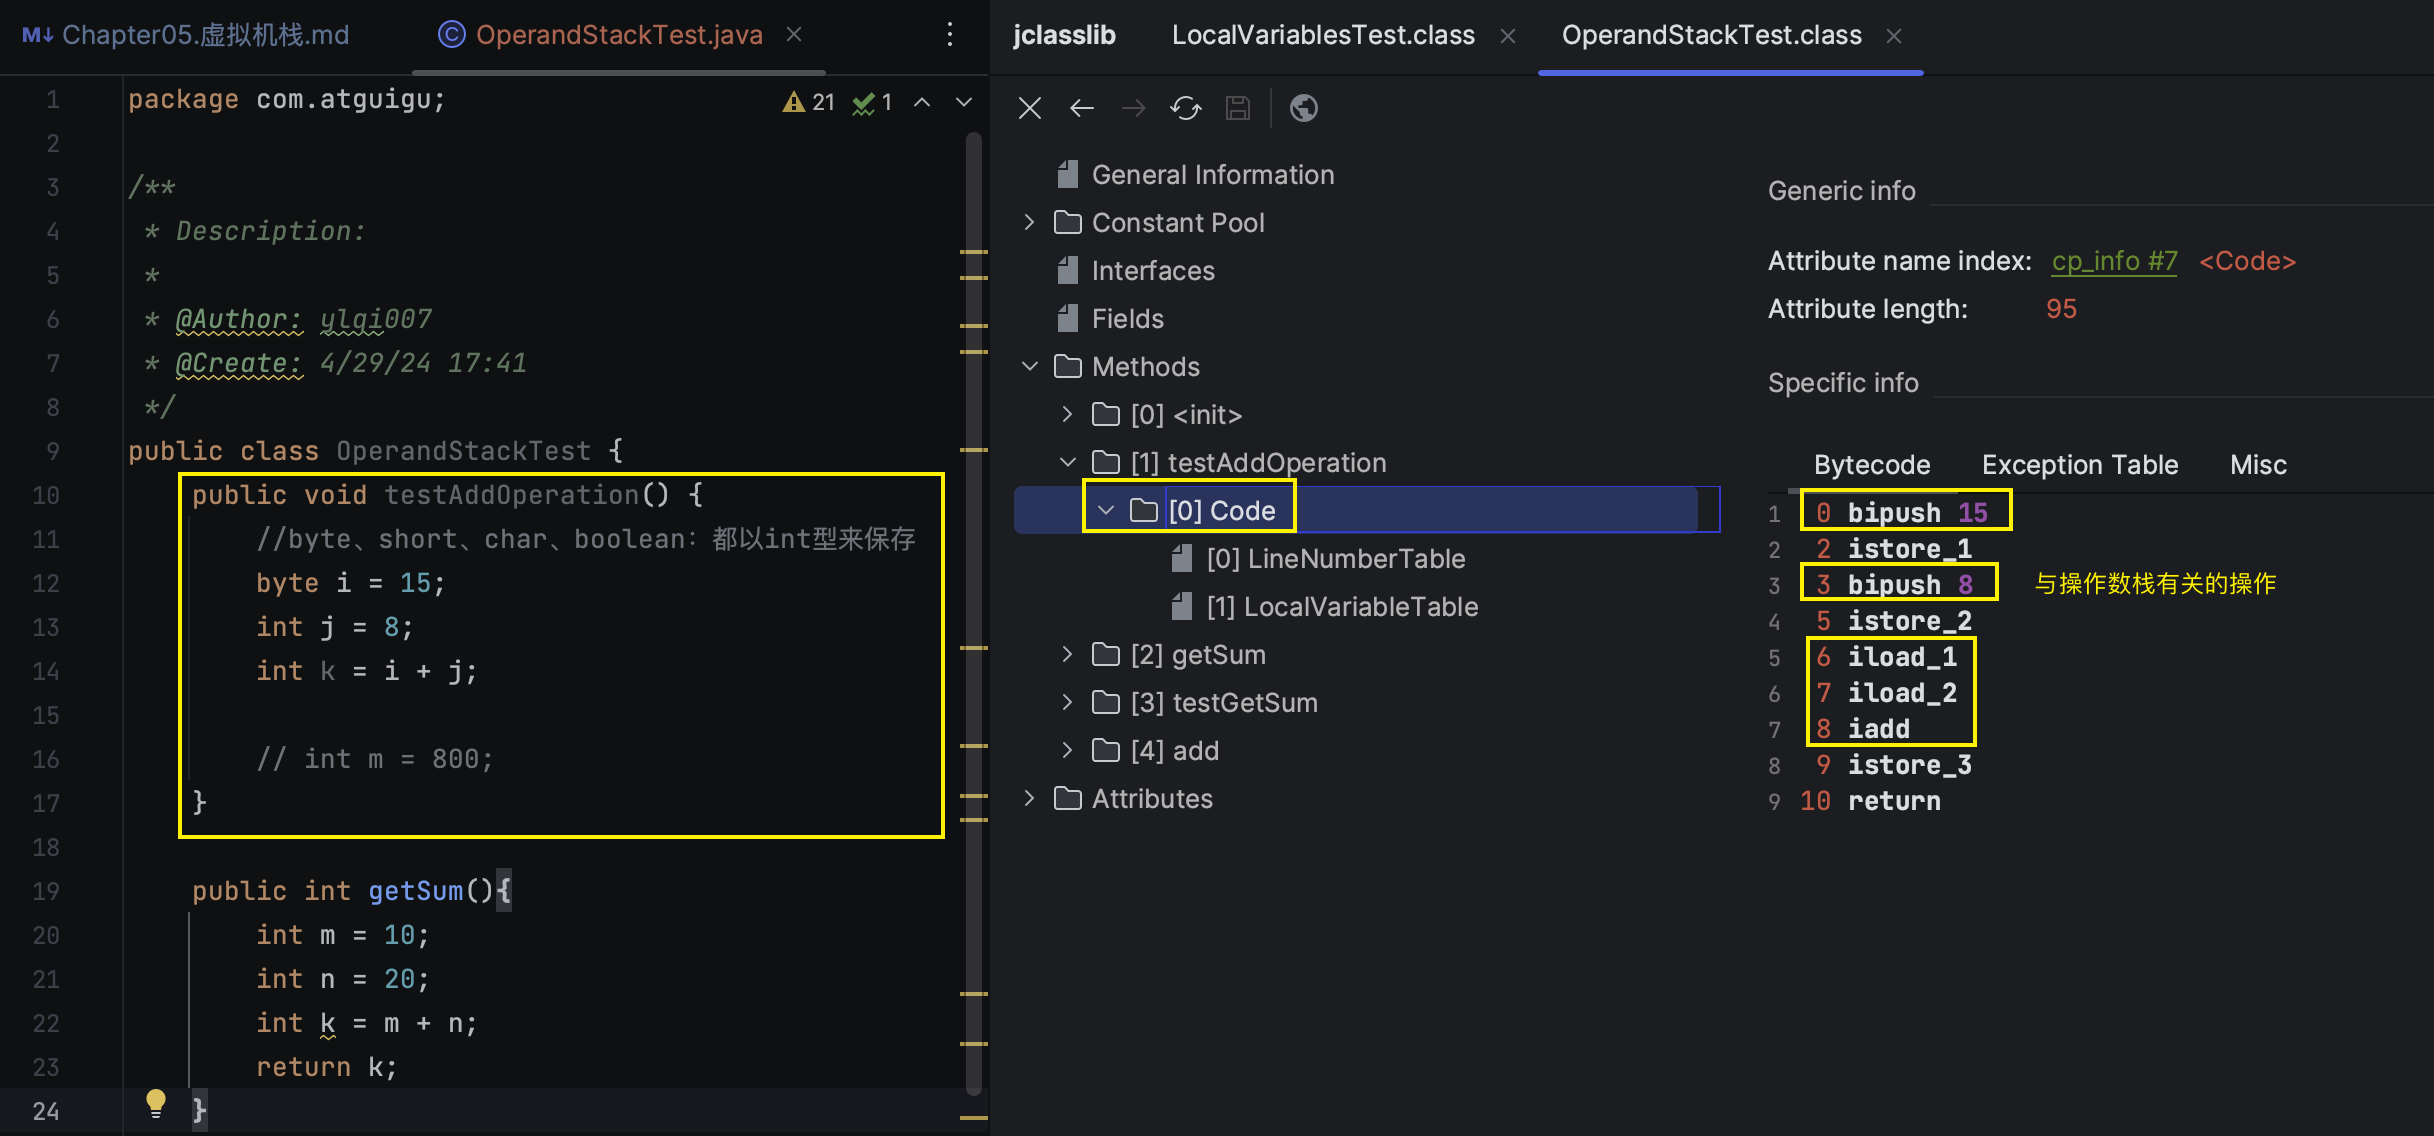 M↓ Chapter05.虚拟机栈.md
OperandStackTest.java
21
1
1 package com.atguigu;
2
3 /**
4 * Description:
5 *
6 * @Author: ylqi007
7 * @Create: 4/29/24 17:41
8 */
9 public class OperandStackTest {
10 public void testAddOperation() {
11 //byte、short、char、boolean: 都以int型来保存
12 byte i = 15;
13 int j = 8;
14 int k = i + j;
15
16 // int m = 800;
17 }
18
19 public int getSum(){
20 int m = 10;
21 int n = 20;
22 int k = m + n;
23 return k;
24 }
jclasslib
LocalVariablesTest.class
OperandStackTest.class
General Information
Constant Pool
Interfaces
Fields
Methods
[0] <init>
[1] testAddOperation
[0] Code
[0] LineNumberTable
[1] LocalVariableTable
[2] getSum
[3] testGetSum
[4] add
Attributes
Generic info
Attribute name index: cp_info #7 <Code>
Attribute length: 95
Specific info
Bytecode Exception Table Misc
1 0 bipush 15
2 2 istore_1
3 3 bipush 8 与操作数栈有关的操作
4 5 istore_2
5 6 iload_1
6 7 iload_2
7 8 iadd
8 9 istore_3
9 10 return